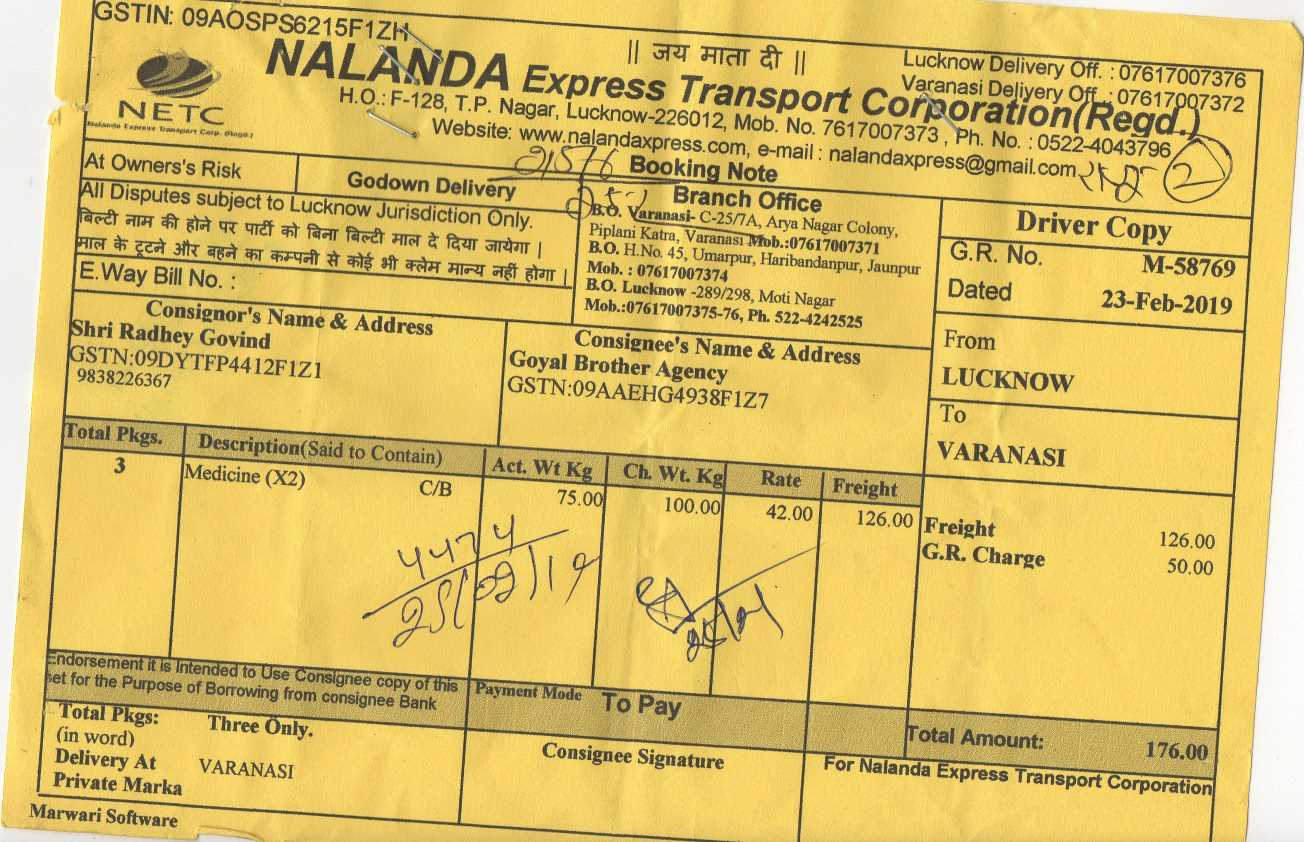 GSTIN: 09AOSPS6215F1ZH
|| जय माता दी ||
Lucknow Delivery Off. : 07617007376
Varanasi Delivery Off. : 07617007372
NETC
Nalanda Express Transport Corp. (Regd.)
NALANDA Express Transport Corporation(Regd.)
H.O.: F-128, T.P. Nagar, Lucknow-226012, Mob. No. 7617007373 , Ph. No. : 0522-4043796
Website: www.nalandaxpress.com, e-mail : nalandaxpress@gmail.com
21576
2
At Owners's Risk
Godown Delivery
Booking Note
All Disputes subject to Lucknow Jurisdiction Only.
बिल्टी नाम की होने पर पार्टी को बिना बिल्टी माल दे दिया जायेगा |
माल के टूटने और बहने का कम्पनी से कोई भी क्लेम मान्य नहीं होगा |
E.Way Bill No. :
Branch Office
B.O. Varanasi- C-25/7A, Arya Nagar Colony,
Piplani Katra, Varanasi Mob.:07617007371
B.O. H.No. 45, Umarpur, Haribandanpur, Jaunpur
Mob. : 07617007374
B.O. Lucknow -289/298, Moti Nagar
Mob.:07617007375-76, Ph. 522-4242525
Driver Copy
G.R. No. M-58769
Dated 23-Feb-2019
Consignor's Name & Address
Shri Radhey Govind
GSTN:09DYTFP4412F1Z1
9838226367
Consignee's Name & Address
Goyal Brother Agency
GSTN:09AAEHG4938F1Z7
From
LUCKNOW
To
VARANASI
Total Pkgs. Description(Said to Contain) Act. Wt Kg Ch. Wt. Kg Rate Freight
3 Medicine (X2) C/B 75.00 100.00 42.00 126.00
Freight 126.00
G.R. Charge 50.00
4474
25/02/19
Endorsement it is Intended to Use Consignee copy of this
set for the Purpose of Borrowing from consignee Bank
Payment Mode To Pay
Total Amount: 176.00
Total Pkgs: Three Only.
(in word)
Delivery At VARANASI
Private Marka
Consignee Signature
For Nalanda Express Transport Corporation
Marwari Software